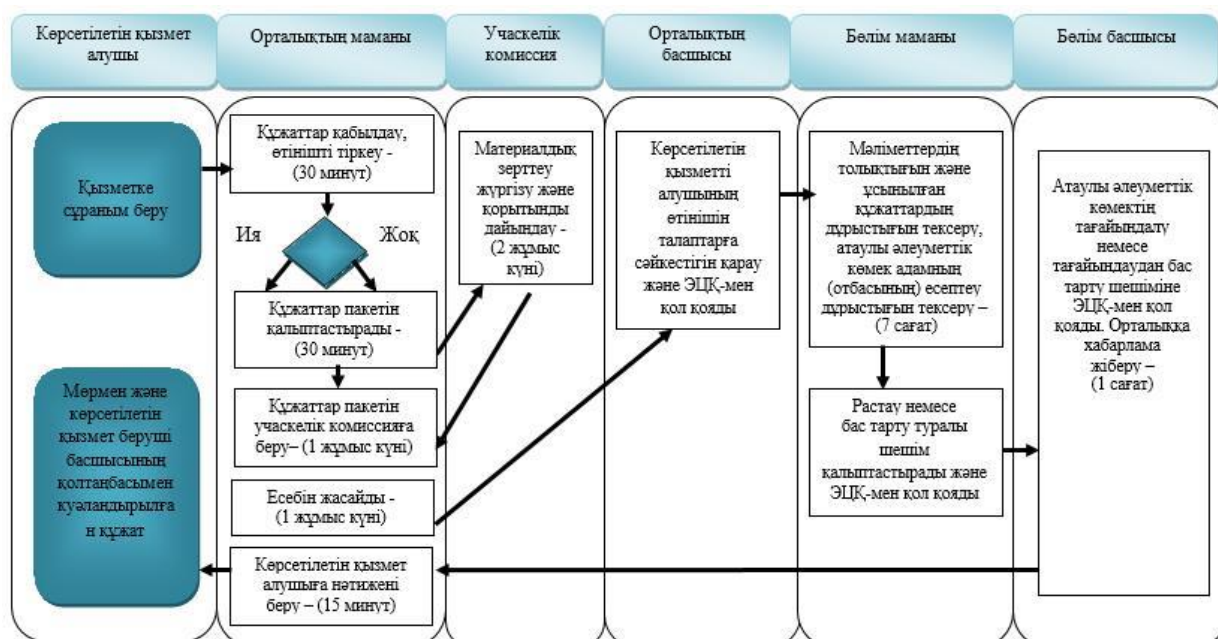 Көрсетілетін қызмет
алушы
Орталықтың маманы
Учаскелік
комиссия
Орталықтың
басшысы
Бөлім маманы
Бөлім басшысы
Қызметке
сұраным беру
Мөрмен және
көрсетілетін
қызмет беруші
басшысының
қолтаңбасымен
куәландырылға
н құжат
Құжаттар қабылдау,
өтінішті тіркеу -
(30 минут)
Ия
Жоқ
Құжаттар пакетін
қалыптастырады -
(30 минут)
Құжаттар пакетін
учаскелік комиссияға
беру– (1 жұмыс күні)
Есебін жасайды -
(1 жұмыс күні)
Көрсетілетін қызмет
алушыға нәтижені
беру – (15 минут)
Материалдық
зерттеу
жүргізу және
қорытынды
дайындау -
(2 жұмыс
күні)
Көрсетілетін
қызметті
алушының
өтінішін
талаптарға
сәйкестігін қарау
және ЭЦҚ-мен
қол қояды
Мәліметтердің
толықтығын және
ұсынылған
құжаттардың
дұрыстығын тексеру,
атаулы әлеуметтік
көмек адамның
(отбасының) есептеу
дұрыстығын тексеру –
(7 сағат)
Растау немесе
бас тарту туралы
шешім
қалыптастырады және
ЭЦҚ-мен қол қояды
Атаулы әлеуметтік
көмектің
тағайындалу
немесе
тағайындаудан бас
тарту шешіміне
ЭЦҚ-мен қол
қояды. Орталыққа
хабарлама
жіберу –
(1 сағат)